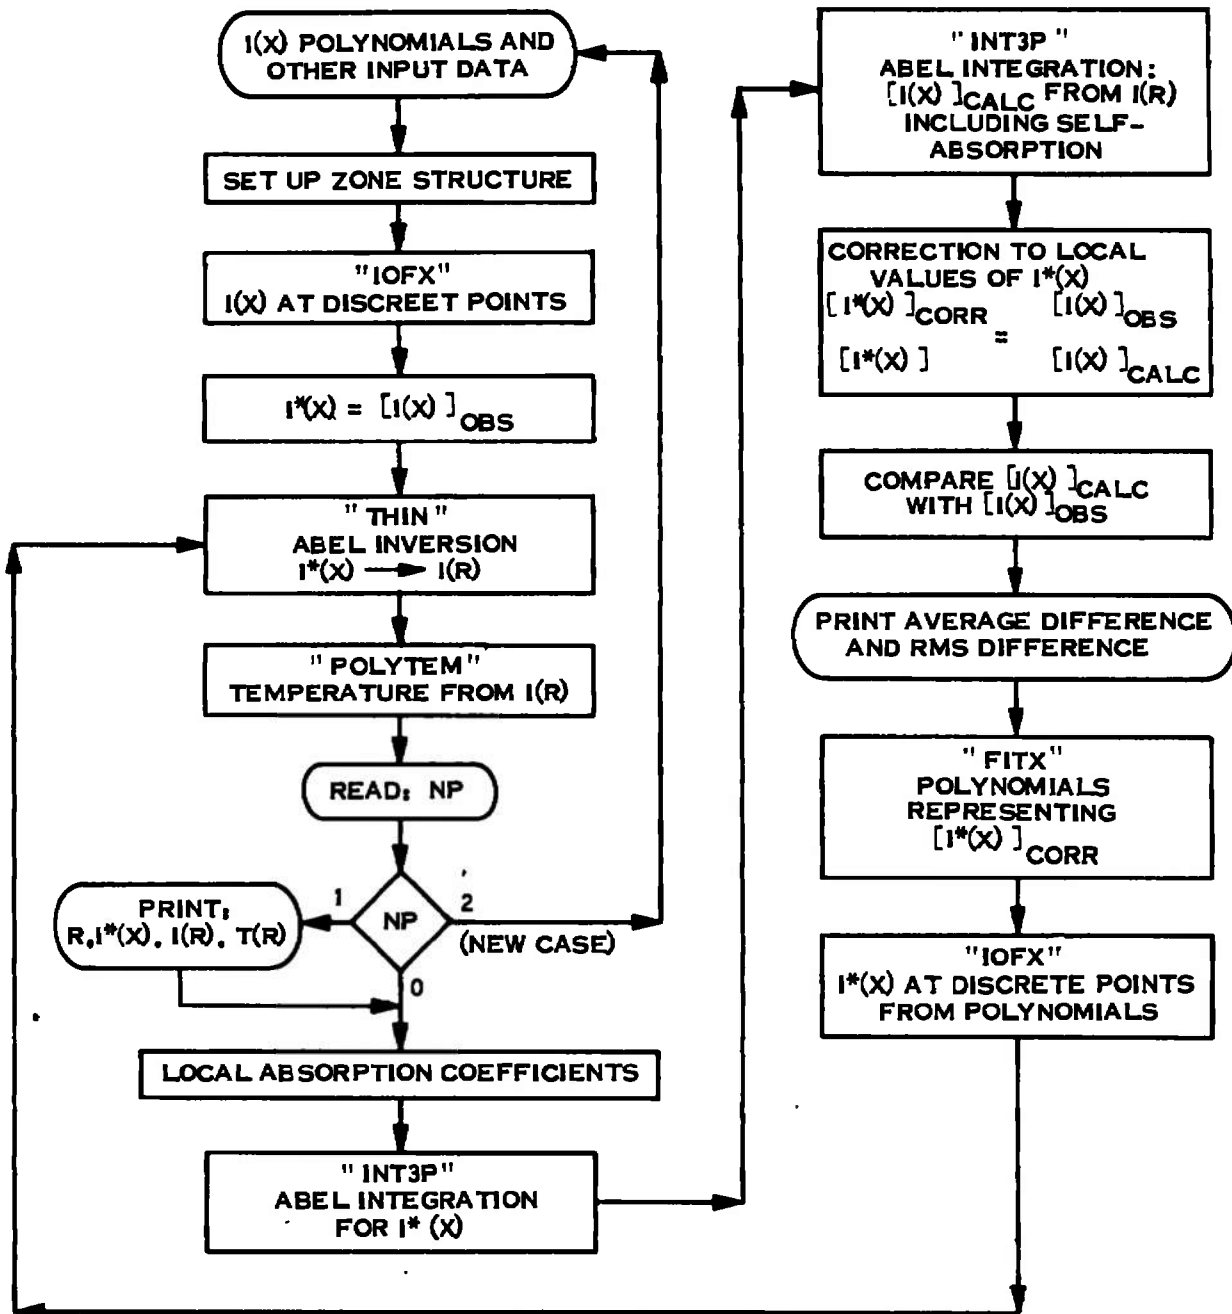 I(X) POLYNOMIALS AND
OTHER INPUT DATA
SET UP ZONE STRUCTURE
"IOFX"
I(X) AT DISCREET POINTS
I*(X) = [I(X)]OBS
"THIN"
ABEL INVERSION
I*(X) → I(R)
"POLYTEM"
TEMPERATURE FROM I(R)
READ: NP
NP
1
2
(NEW CASE)
0
PRINT:
R, I*(X), I(R), T(R)
LOCAL ABSORPTION COEFFICIENTS
"INT3P"
ABEL INTEGRATION
FOR I* (X)
"INT3P"
ABEL INTEGRATION:
[I(X)]CALC FROM I(R)
INCLUDING SELF-
ABSORPTION
CORRECTION TO LOCAL
VALUES OF I*(X)
[I*(X)]CORR = [I(X)]OBS
[I*(X)] [I(X)]CALC
COMPARE [I(X)]CALC
WITH [I(X)]OBS
PRINT AVERAGE DIFFERENCE
AND RMS DIFFERENCE
"FITX"
POLYNOMIALS
REPRESENTING
[I*(X)]CORR
"IOFX"
I*(X) AT DISCRETE POINTS
FROM POLYNOMIALS